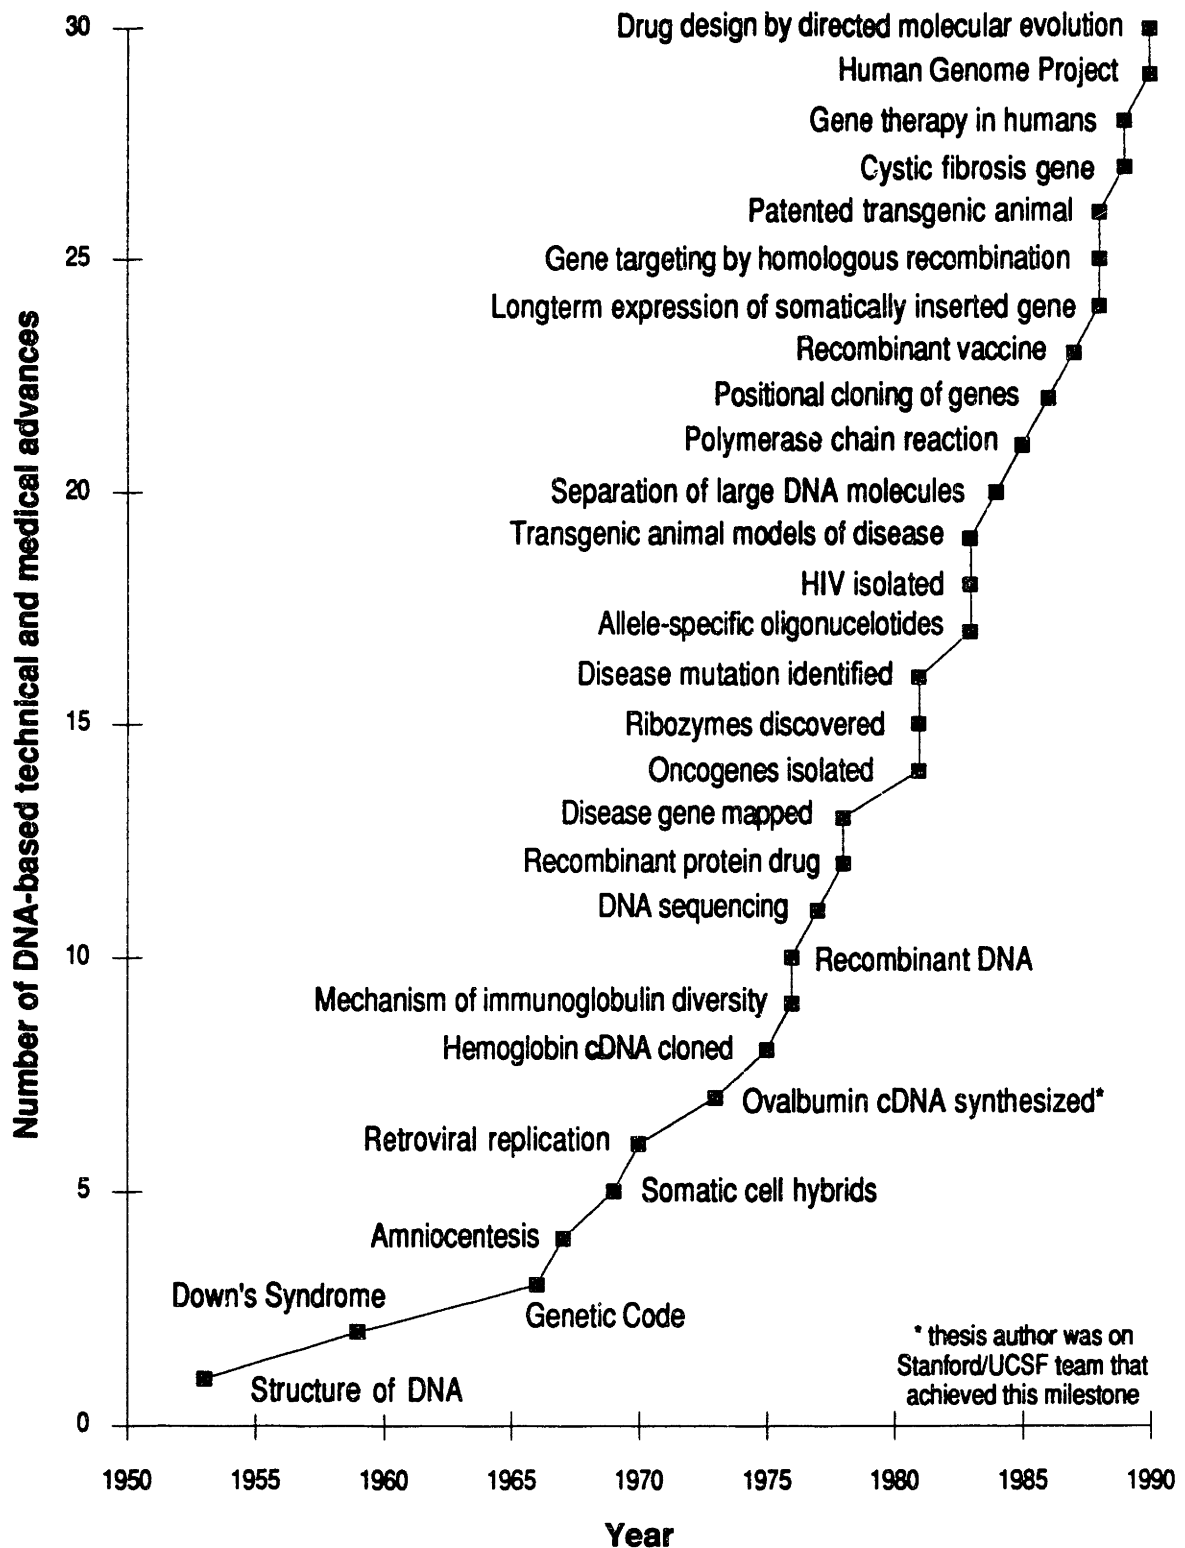 30
Drug design by directed molecular evolution
Human Genome Project
Gene therapy in humans
Cystic fibrosis gene
Patented transgenic animal
25
Gene targeting by homologous recombination
Longterm expression of somatically inserted gene
Recombinant vaccine
Positional cloning of genes
Polymerase chain reaction
20
Separation of large DNA molecules
Transgenic animal models of disease
HIV isolated
Allele-specific oligonucelotides
Disease mutation identified
15
Ribozymes discovered
Oncogenes isolated
Disease gene mapped
Recombinant protein drug
DNA sequencing
10
Recombinant DNA
Mechanism of immunoglobulin diversity
Hemoglobin cDNA cloned
Ovalbumin cDNA synthesized*
Retroviral replication
5
Somatic cell hybrids
Amniocentesis
Down's Syndrome
Genetic Code
Structure of DNA
* thesis author was on
Stanford/UCSF team that
achieved this milestone
0
1950 1955 1960 1965 1970 1975 1980 1985 1990
Year
Number of DNA-based technical and medical advances